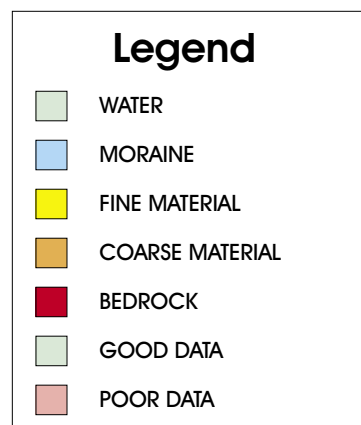 Legend
WATER
MORAINE
FINE MATERIAL
COARSE MATERIAL
BEDROCK
GOOD DATA
POOR DATA